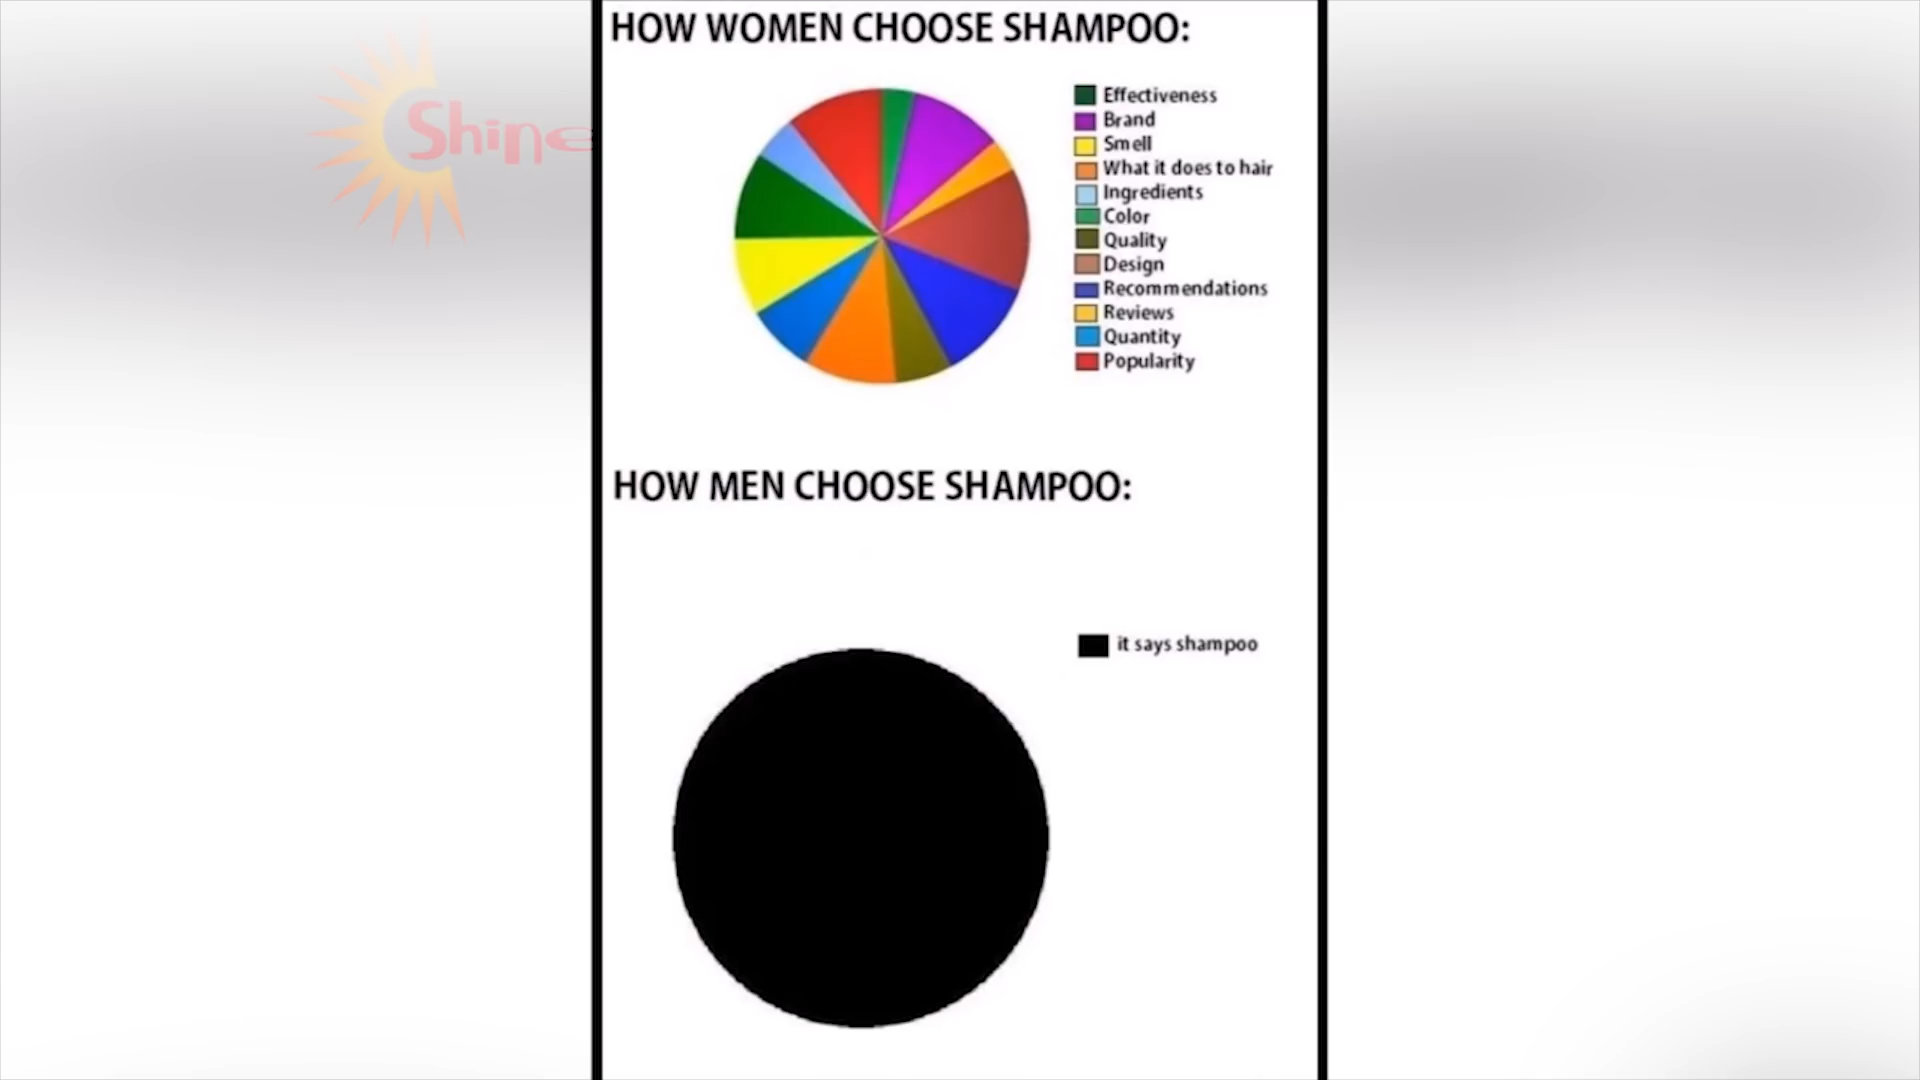 HOW WOMEN CHOOSE SHAMPOO:
Shine
Effectiveness
Brand
Smell
What it does to hair
Ingredients
Color
Quality
Design
Recommendations
Reviews
Quantity
Popularity
HOW MEN CHOOSE SHAMPOO:
it says shampoo